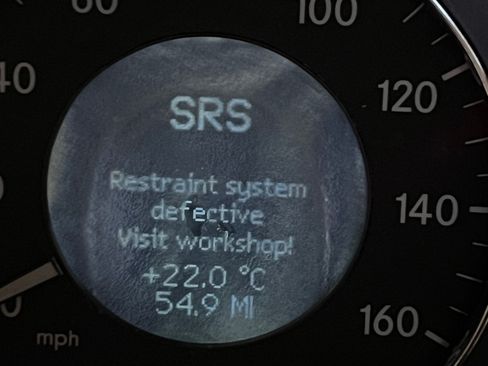 60
100
40
120
SRS
Restraint system
defective
Visit workshop!
140
+22.0 °C
54.9 MI
160
mph